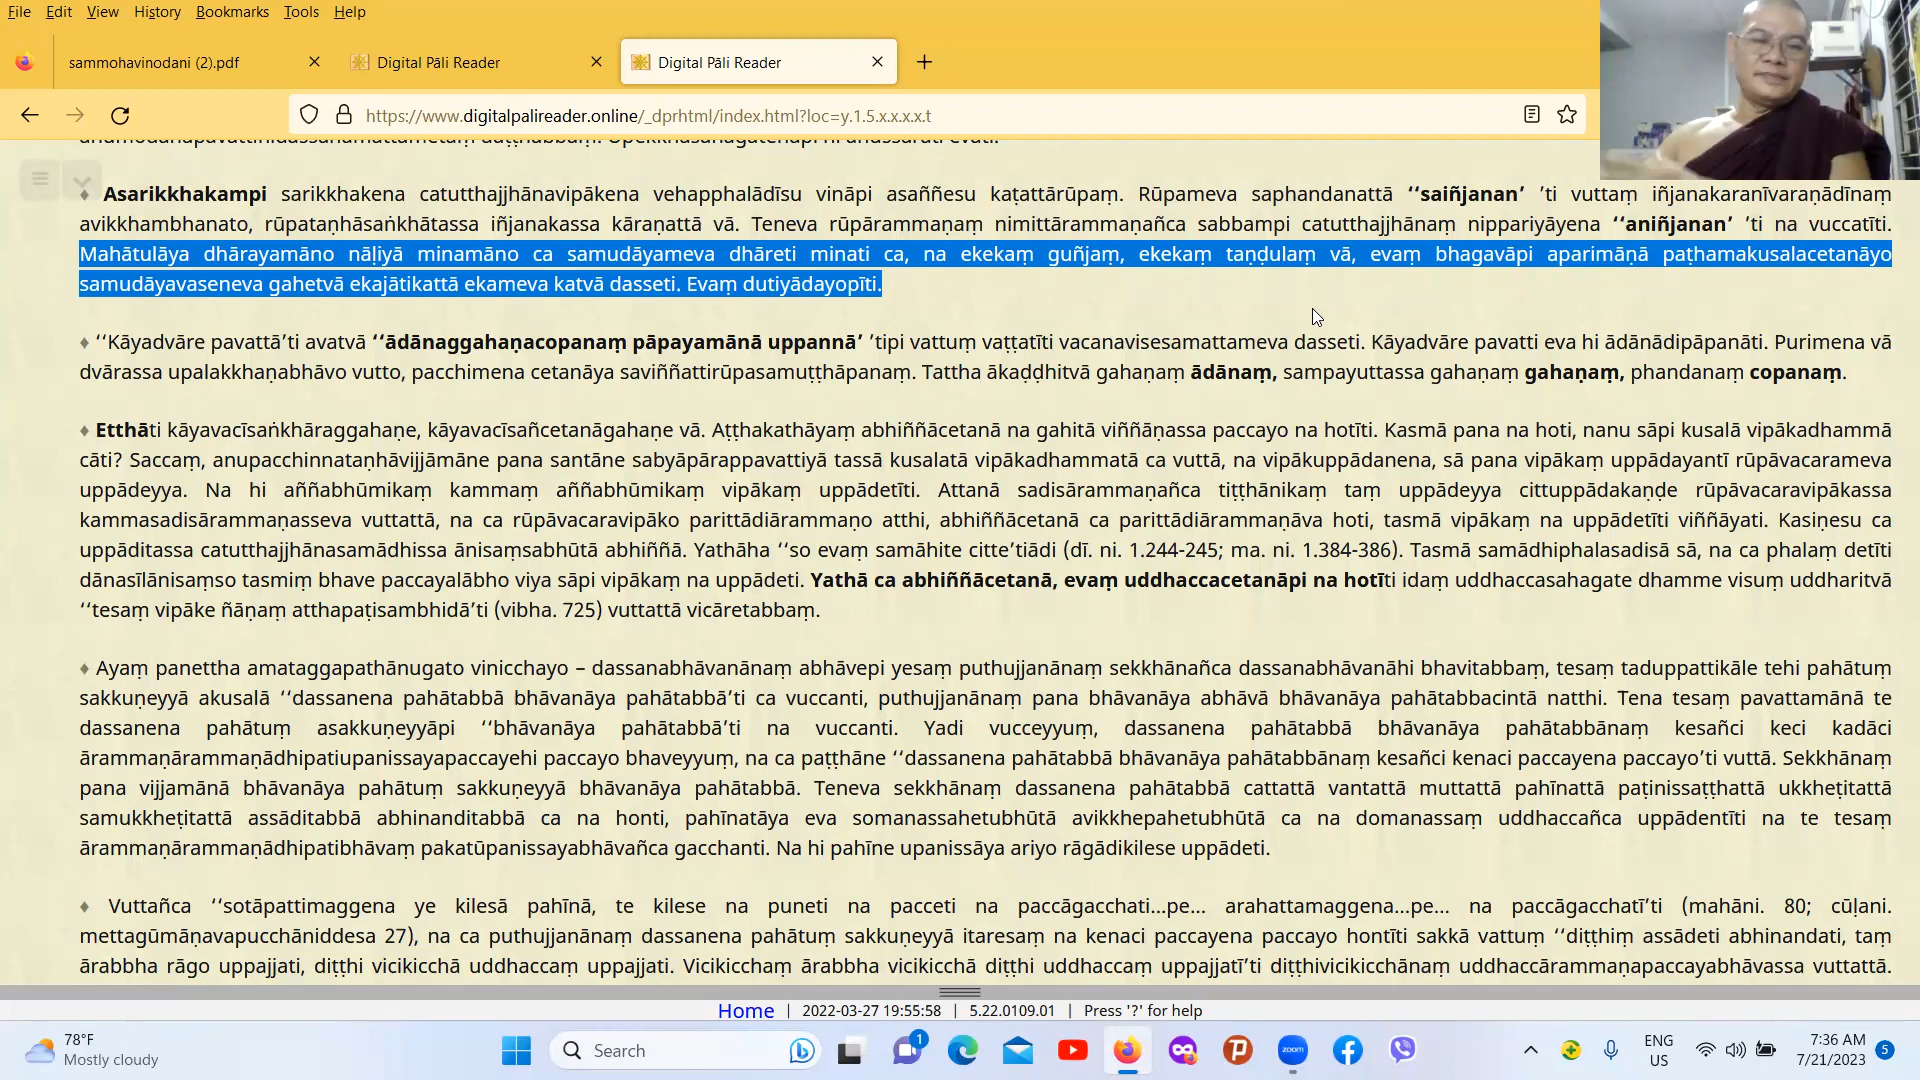 File Edit View History Bookmarks Tools Help
sammohavinodani (2).pdf
Digital Pāli Reader
Digital Pāli Reader
https://www.digitalpalireader.online/_dprhtml/index.html?loc=y.1.5.x.x.x.x.t
♦ Asarikkhakampi sarikkhakena catutthajjhānavipākena vehapphalādīsu vināpi asaññesu kaṭattārūpaṃ. Rūpameva saphandanattā ‘‘saiñjanan’ ’ti vuttaṃ iñjanakaranīvaraṇādīnaṃ
avikkhambhanato, rūpataṇhāsaṅkhātassa iñjanakassa kāraṇattā vā. Teneva rūpārammaṇaṃ nimittārammaṇañca sabbampi catutthajjhānaṃ nippariyāyena ‘‘aniñjanan’ ’ti na vuccatīti.
Mahātulāya dhārayamāno nāḷiyā minamāno ca samudāyameva dhāreti minati ca, na ekekaṃ guñjaṃ, ekekaṃ taṇḍulaṃ vā, evaṃ bhagavāpi aparimāṇā paṭhamakusalacetanāyo
samudāyavaseneva gahetvā ekajātikattā ekameva katvā dasseti. Evaṃ dutiyādayopīti.
♦ ‘‘Kāyadvāre pavattā’ti avatvā ‘‘ādānaggahaṇacopanaṃ pāpayamānā uppannā’ ’tipi vattuṃ vaṭṭatīti vacanavisesamattameva dasseti. Kāyadvāre pavatti eva hi ādānādipāpanāti. Purimena vā
dvārassa upalakkhaṇabhāvo vutto, pacchimena cetanāya saviññattirūpasamuṭṭhāpanaṃ. Tattha ākaḍḍhitvā gahaṇaṃ ādānaṃ, sampayuttassa gahaṇaṃ gahaṇaṃ, phandanaṃ copanaṃ.
♦ Etthāti kāyavacīsaṅkhāraggahaṇe, kāyavacīsañcetanāgahaṇe vā. Aṭṭhakathāyaṃ abhiññācetanā na gahitā viññāṇassa paccayo na hotīti. Kasmā pana na hoti, nanu sāpi kusalā vipākadhammā
cāti? Saccaṃ, anupacchinnataṇhāvijjāmāne pana santāne sabyāpārappavattiyā tassā kusalatā vipākadhammatā ca vuttā, na vipākuppādanena, sā pana vipākaṃ uppādayantī rūpāvacarameva
uppādeyya. Na hi aññabhūmikaṃ kammaṃ aññabhūmikaṃ vipākaṃ uppādetīti. Attanā sadisārammaṇañca tiṭṭhānikaṃ taṃ uppādeyya cittuppādakaṇḍe rūpāvacaravipākassa
kammasadisārammaṇasseva vuttattā, na ca rūpāvacaravipāko parittādiārammaṇo atthi, abhiññācetanā ca parittādiārammaṇāva hoti, tasmā vipākaṃ na uppādetīti viññāyati. Kasiṇesu ca
uppāditassa catutthajjhānasamādhissa ānisaṃsabhūtā abhiññā. Yathāha ‘‘so evaṃ samāhite citte’tiādi (dī. ni. 1.244-245; ma. ni. 1.384-386). Tasmā samādhiphalasadisā sā, na ca phalaṃ detīti
dānasīlānisaṃso tasmiṃ bhave paccayalābho viya sāpi vipākaṃ na uppādeti. Yathā ca abhiññācetanā, evaṃ uddhaccacetanāpi na hotīti idaṃ uddhaccasahagate dhamme visuṃ uddharitvā
‘‘tesaṃ vipāke ñāṇaṃ atthapaṭisambhidā’ti (vibha. 725) vuttattā vicāretabbaṃ.
♦ Ayaṃ panettha amataggapathānugato vinicchayo – dassanabhāvanānaṃ abhāvepi yesaṃ puthujjanānaṃ sekkhānañca dassanabhāvanāhi bhavitabbaṃ, tesaṃ taduppattikāle tehi pahātuṃ
sakkuṇeyyā akusalā ‘‘dassanena pahātabbā bhāvanāya pahātabbā’ti ca vuccanti, puthujjanānaṃ pana bhāvanāya abhāvā bhāvanāya pahātabbacintā natthi. Tena tesaṃ pavattamānā te
dassanena pahātuṃ asakkuṇeyyāpi ‘‘bhāvanāya pahātabbā’ti na vuccanti. Yadi vucceyyuṃ, dassanena pahātabbā bhāvanāya pahātabbānaṃ kesañci keci kadāci
ārammaṇārammaṇādhipatiupanissayapaccayehi paccayo bhaveyyuṃ, na ca paṭṭhāne ‘‘dassanena pahātabbā bhāvanāya pahātabbānaṃ kesañci kenaci paccayena paccayo’ti vuttā. Sekkhānaṃ
pana vijjamānā bhāvanāya pahātuṃ sakkuṇeyyā bhāvanāya pahātabbā. Teneva sekkhānaṃ dassanena pahātabbā cattattā vantattā muttattā pahīnattā paṭinissaṭṭhattā ukkheṭitattā
samukkheṭitattā assāditabbā abhinanditabbā ca na honti, pahīnatāya eva somanassahetubhūtā avikkhepahetubhūtā ca na domanassaṃ uddhaccañca uppādentīti na te tesaṃ
ārammaṇārammaṇādhipatibhāvaṃ pakatūpanissayabhāvañca gacchanti. Na hi pahīne upanissāya ariyo rāgādikilese uppādeti.
♦ Vuttañca ‘‘sotāpattimaggena ye kilesā pahīnā, te kilese na puneti na pacceti na paccāgacchati...pe... arahattamaggena...pe... na paccāgacchatī’ti (mahāni. 80; cūḷani.
mettagūmāṇavapucchāniddesa 27), na ca puthujjanānaṃ dassanena pahātuṃ sakkuṇeyyā itaresaṃ na kenaci paccayena paccayo hontīti sakkā vattuṃ ‘‘diṭṭhiṃ assādeti abhinandati, taṃ
ārabbha rāgo uppajjati, diṭṭhi vicikicchā uddhaccaṃ uppajjati. Vicikicchaṃ ārabbha vicikicchā diṭṭhi uddhaccaṃ uppajjatī’ti diṭṭhivicikicchānaṃ uddhaccārammaṇapaccayabhāvassa vuttattā.
Home | 2022-03-27 19:55:58 | 5.22.0109.01 | Press '?' for help
78°F
Mostly cloudy
Search
1
zoom
ENG
US
7:36 AM
7/21/2023
5